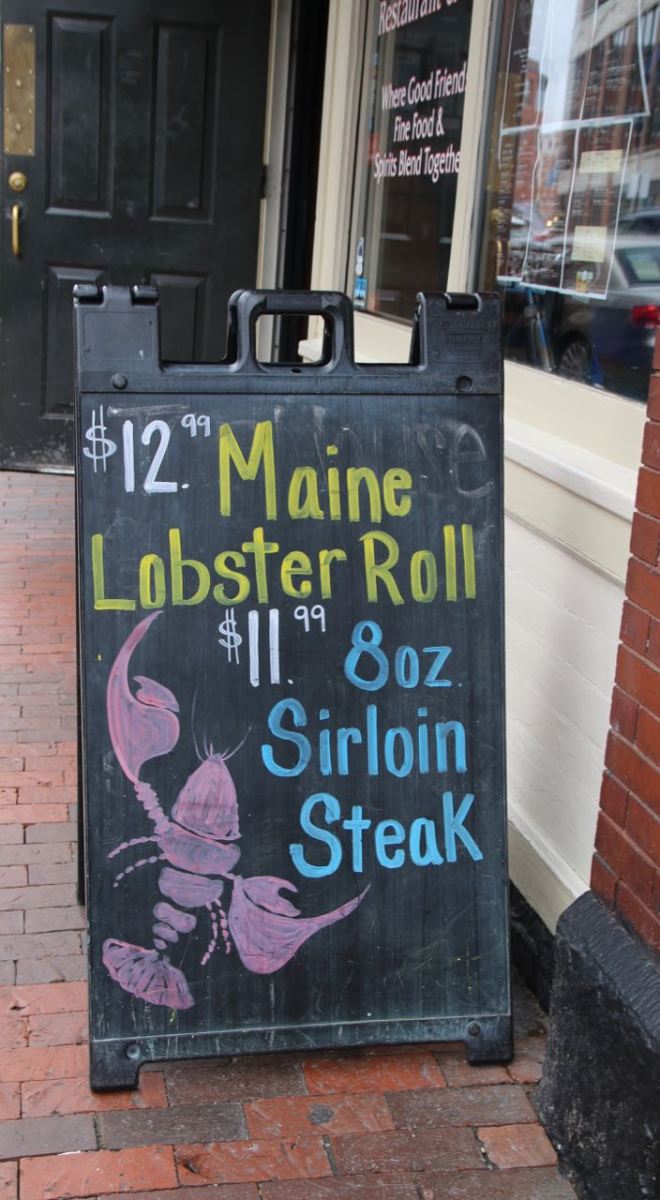 Restaurant &
Where Good Friends
Fine Food &
Spirits Blend Together
$12.99 Maine
Lobster Roll
$11.99 8oz.
Sirloin
Steak